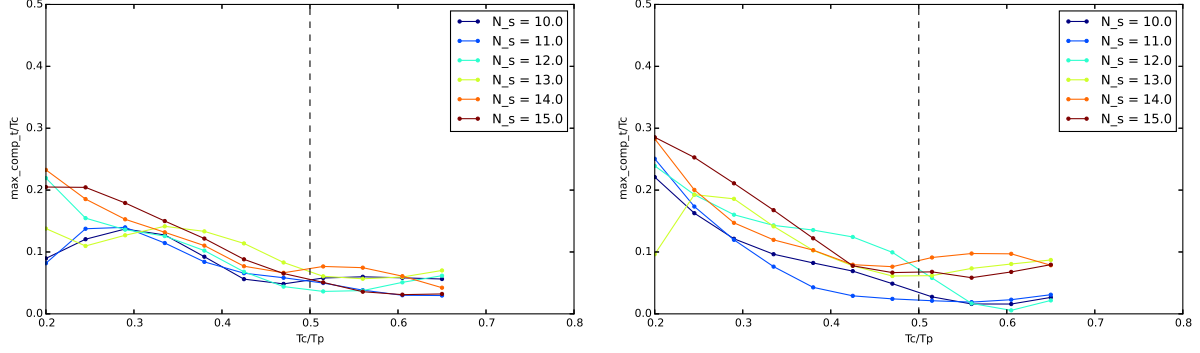 0.5
0.4
0.3
0.2
0.1
0.0
max_comp_t/Tc
0.2 0.3 0.4 0.5 0.6 0.7 0.8
Tc/Tp
N_s = 10.0
N_s = 11.0
N_s = 12.0
N_s = 13.0
N_s = 14.0
N_s = 15.0
0.5
0.4
0.3
0.2
0.1
0.0
max_comp_t/Tc
0.2 0.3 0.4 0.5 0.6 0.7 0.8
Tc/Tp
N_s = 10.0
N_s = 11.0
N_s = 12.0
N_s = 13.0
N_s = 14.0
N_s = 15.0